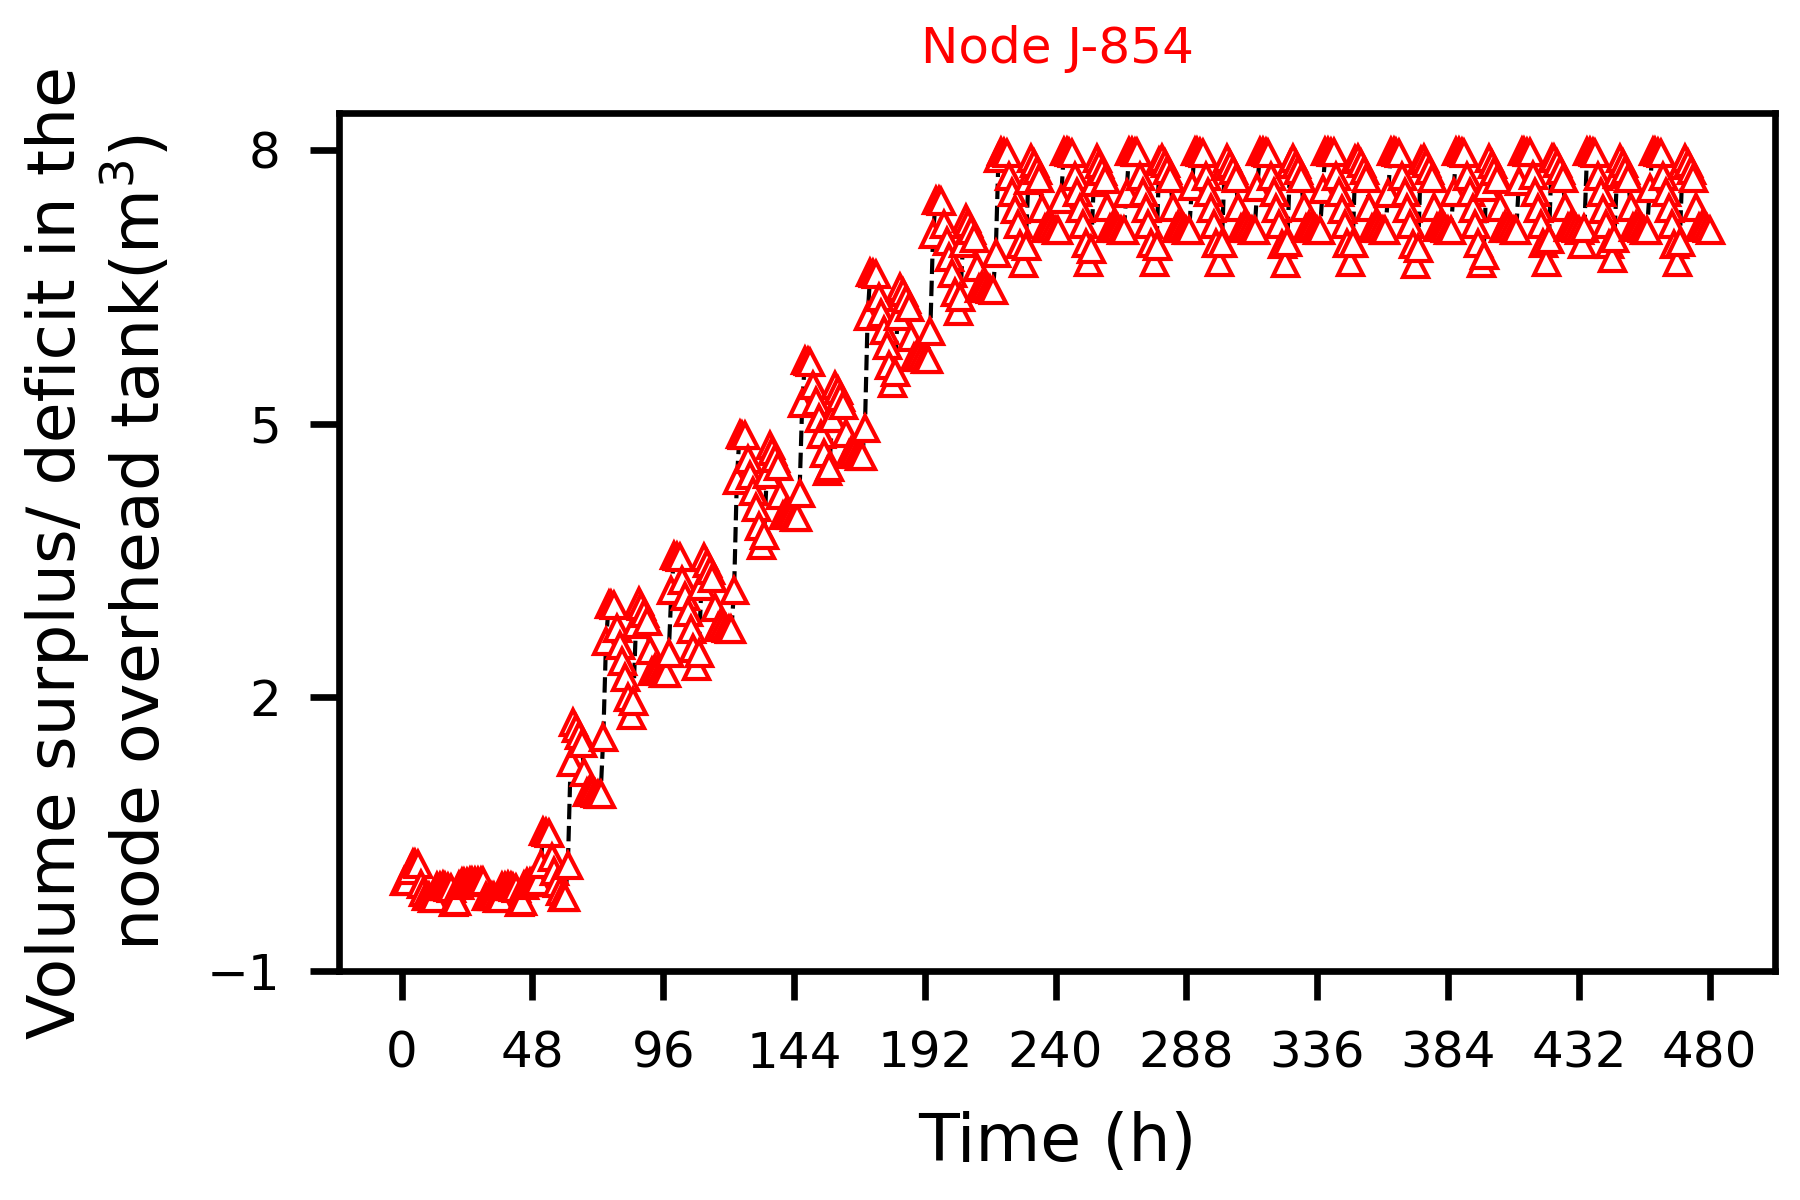 Node J-854
Volume surplus/ deficit in the
node overhead tank(m³)
8
5
2
−1
0 48 96 144 192 240 288 336 384 432 480
Time (h)